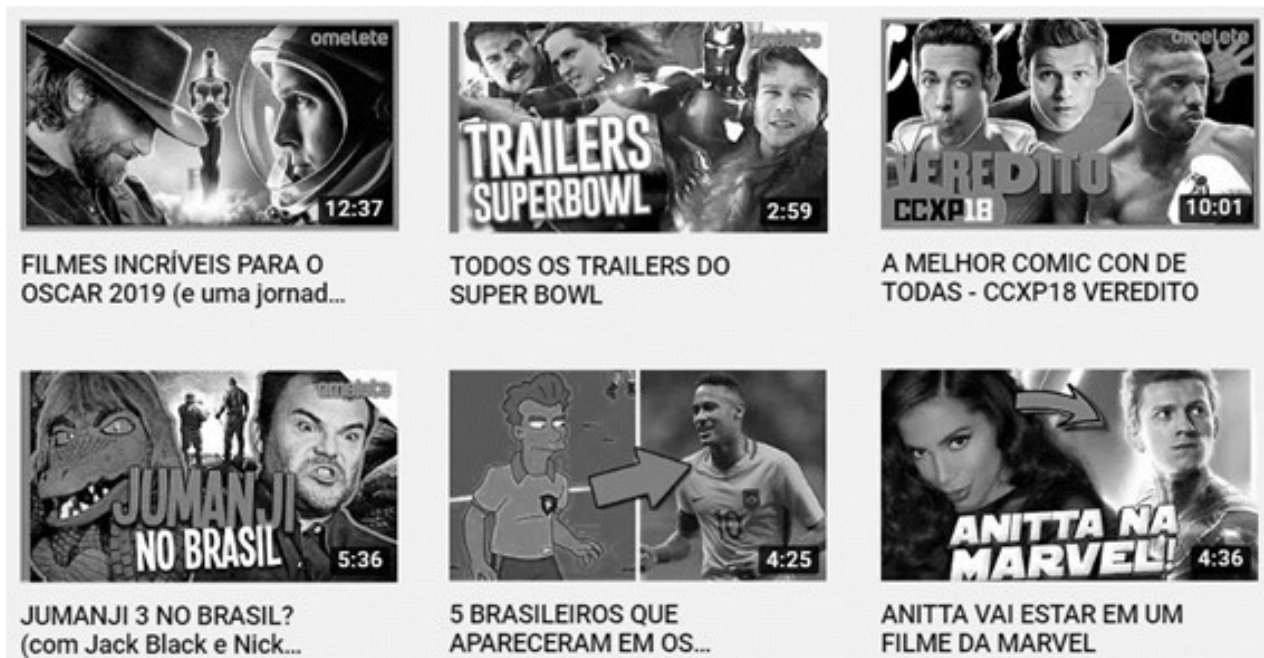 omelete
12:37
FILMES INCRÍVEIS PARA O
OSCAR 2019 (e uma jornad...
omelete
TRAILERS
SUPERBOWL
2:59
TODOS OS TRAILERS DO
SUPER BOWL
omelete
VEREDITO
CCXP18
10:01
A MELHOR COMIC CON DE
TODAS - CCXP18 VEREDITO
omelete
JUMANJI
NO BRASIL
5:36
JUMANJI 3 NO BRASIL?
(com Jack Black e Nick...
10
4:25
5 BRASILEIROS QUE
APARECERAM EM OS...
ANITTA NA
MARVEL!
4:36
ANITTA VAI ESTAR EM UM
FILME DA MARVEL